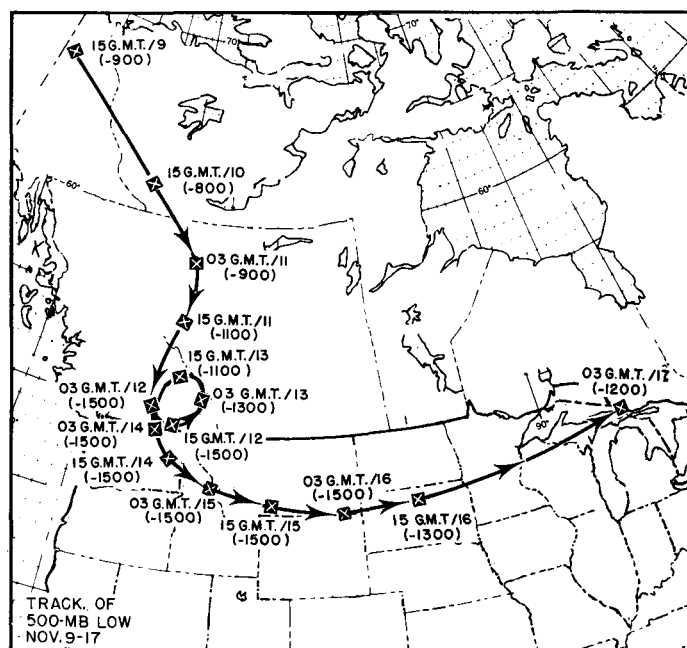 15 G.M.T./9
(-900)
70°
70°
15 G.M.T./10
(-800)
60°
60°
03 G.M.T./11
(-900)
15 G.M.T./11
(-1100)
15 G.M.T./13
(-1100)
03 G.M.T./12
(-1500)
03 G.M.T./13
(-1300)
03 G.M.T./17
(-1200)
03 G.M.T./14
(-1500)
15 G.M.T./12
(-1500)
90°
15 G.M.T./14
(-1500)
03 G.M.T./15
(-1500)
15 G.M.T./15
(-1500)
03 G.M.T./16
(-1500)
15 G.M.T./16
(-1300)
TRACK. OF
500-MB LOW
NOV. 9-17